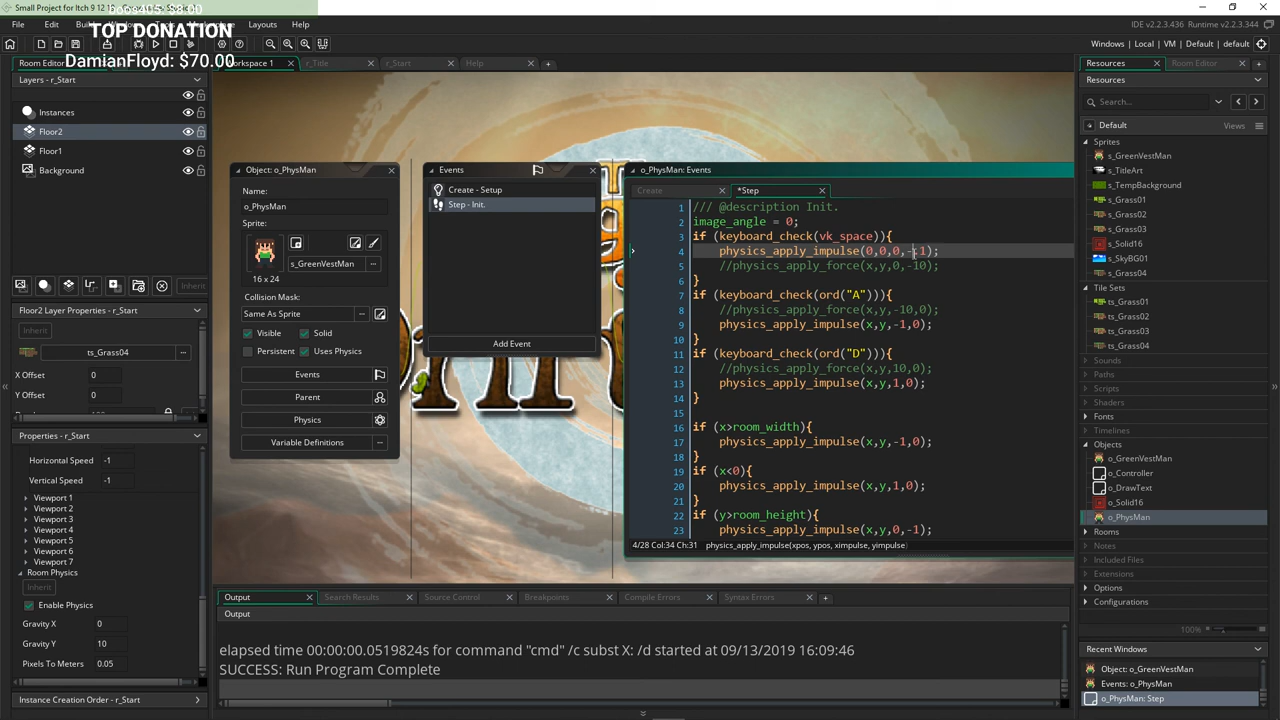 Small Project for Itch 9 12
bobs405: $8.00
TOP DONATION
DamianFloyd: $70.00
File Edit Layouts Help
IDE v2.2.3.436 Runtime v2.2.3.344
Windows | Local | VM | Default | default
Room Editor
Workspace 1
r_Title
r_Start
Help
Resources
Room Editor
Layers - r_Start
Resources
Instances
Search...
Floor2
Default
Views
Floor1
Sprites
Background
s_GreenVestMan
s_TitleArt
s_TempBackground
s_Grass01
s_Grass02
s_Grass03
s_Solid16
s_SkyBG01
s_Grass04
Tile Sets
ts_Grass01
ts_Grass02
ts_Grass03
ts_Grass04
Sounds
Paths
Scripts
Shaders
Fonts
Timelines
Objects
o_GreenVestMan
o_Controller
o_DrawText
o_Solid16
o_PhysMan
Rooms
Notes
Included Files
Extensions
Options
Configurations
100%
Recent Windows
Object: o_GreenVestMan
Events: o_PhysMan
o_PhysMan: Step
Object: o_PhysMan
Name:
o_PhysMan
Sprite:
s_GreenVestMan
16 x 24
Collision Mask:
Same As Sprite
Visible
Solid
Persistent
Uses Physics
Events
Parent
Physics
Variable Definitions
Events
Create - Setup
Step - Init.
Add Event
o_PhysMan: Events
Create
*Step
1 /// @description Init.
2 image_angle = 0;
3 if (keyboard_check(vk_space)){
4 physics_apply_impulse(0,0,0,-1);
5 //physics_apply_force(x,y,0,-10);
6 }
7 if (keyboard_check(ord("A"))){
8 //physics_apply_force(x,y,-10,0);
9 physics_apply_impulse(x,y,-1,0);
10 }
11 if (keyboard_check(ord("D"))){
12 //physics_apply_force(x,y,10,0);
13 physics_apply_impulse(x,y,1,0);
14 }
15
16 if (x>room_width){
17 physics_apply_impulse(x,y,-1,0);
18 }
19 if (x<0){
20 physics_apply_impulse(x,y,1,0);
21 }
22 if (y>room_height){
23 physics_apply_impulse(x,y,0,-1);
4/28 Col:34 Ch:31 physics_apply_impulse(xpos, ypos, ximpulse, yimpulse)
Inherit
Floor2 Layer Properties - r_Start
Inherit
ts_Grass04
X Offset 0
Y Offset 0
Properties - r_Start
Horizontal Speed -1
Vertical Speed -1
Viewport 1
Viewport 2
Viewport 3
Viewport 4
Viewport 5
Viewport 6
Viewport 7
Room Physics
Inherit
Enable Physics
Gravity X 0
Gravity Y 10
Pixels To Meters 0.05
Instance Creation Order - r_Start
Output
Search Results
Source Control
Breakpoints
Compile Errors
Syntax Errors
Output
elapsed time 00:00:00.0519824s for command "cmd" /c subst X: /d started at 09/13/2019 16:09:46
SUCCESS: Run Program Complete